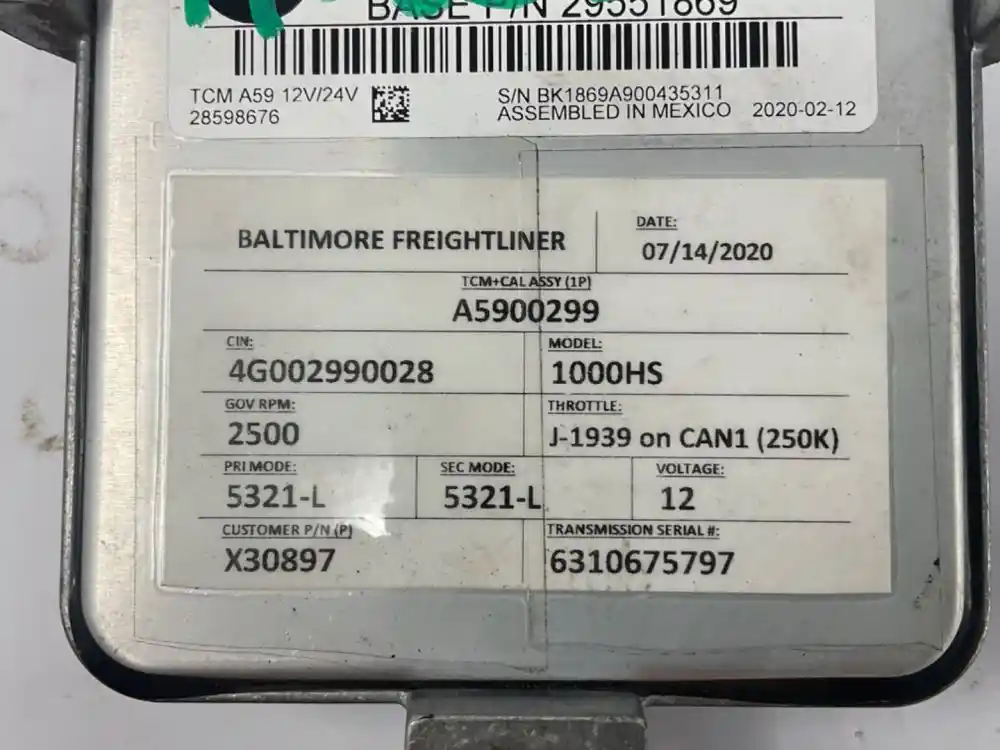 BASE P/N 29551869
TCM A59 12V/24V
28598676
S/N BK1869A900435311
ASSEMBLED IN MEXICO 2020-02-12
BALTIMORE FREIGHTLINER
DATE:
07/14/2020
TCM+CAL ASSY (1P)
A5900299
CIN:
4G002990028
MODEL:
1000HS
GOV RPM:
2500
THROTTLE:
J-1939 on CAN1 (250K)
PRI MODE:
5321-L
SEC MODE:
5321-L
VOLTAGE:
12
CUSTOMER P/N (P)
X30897
TRANSMISSION SERIAL #:
6310675797